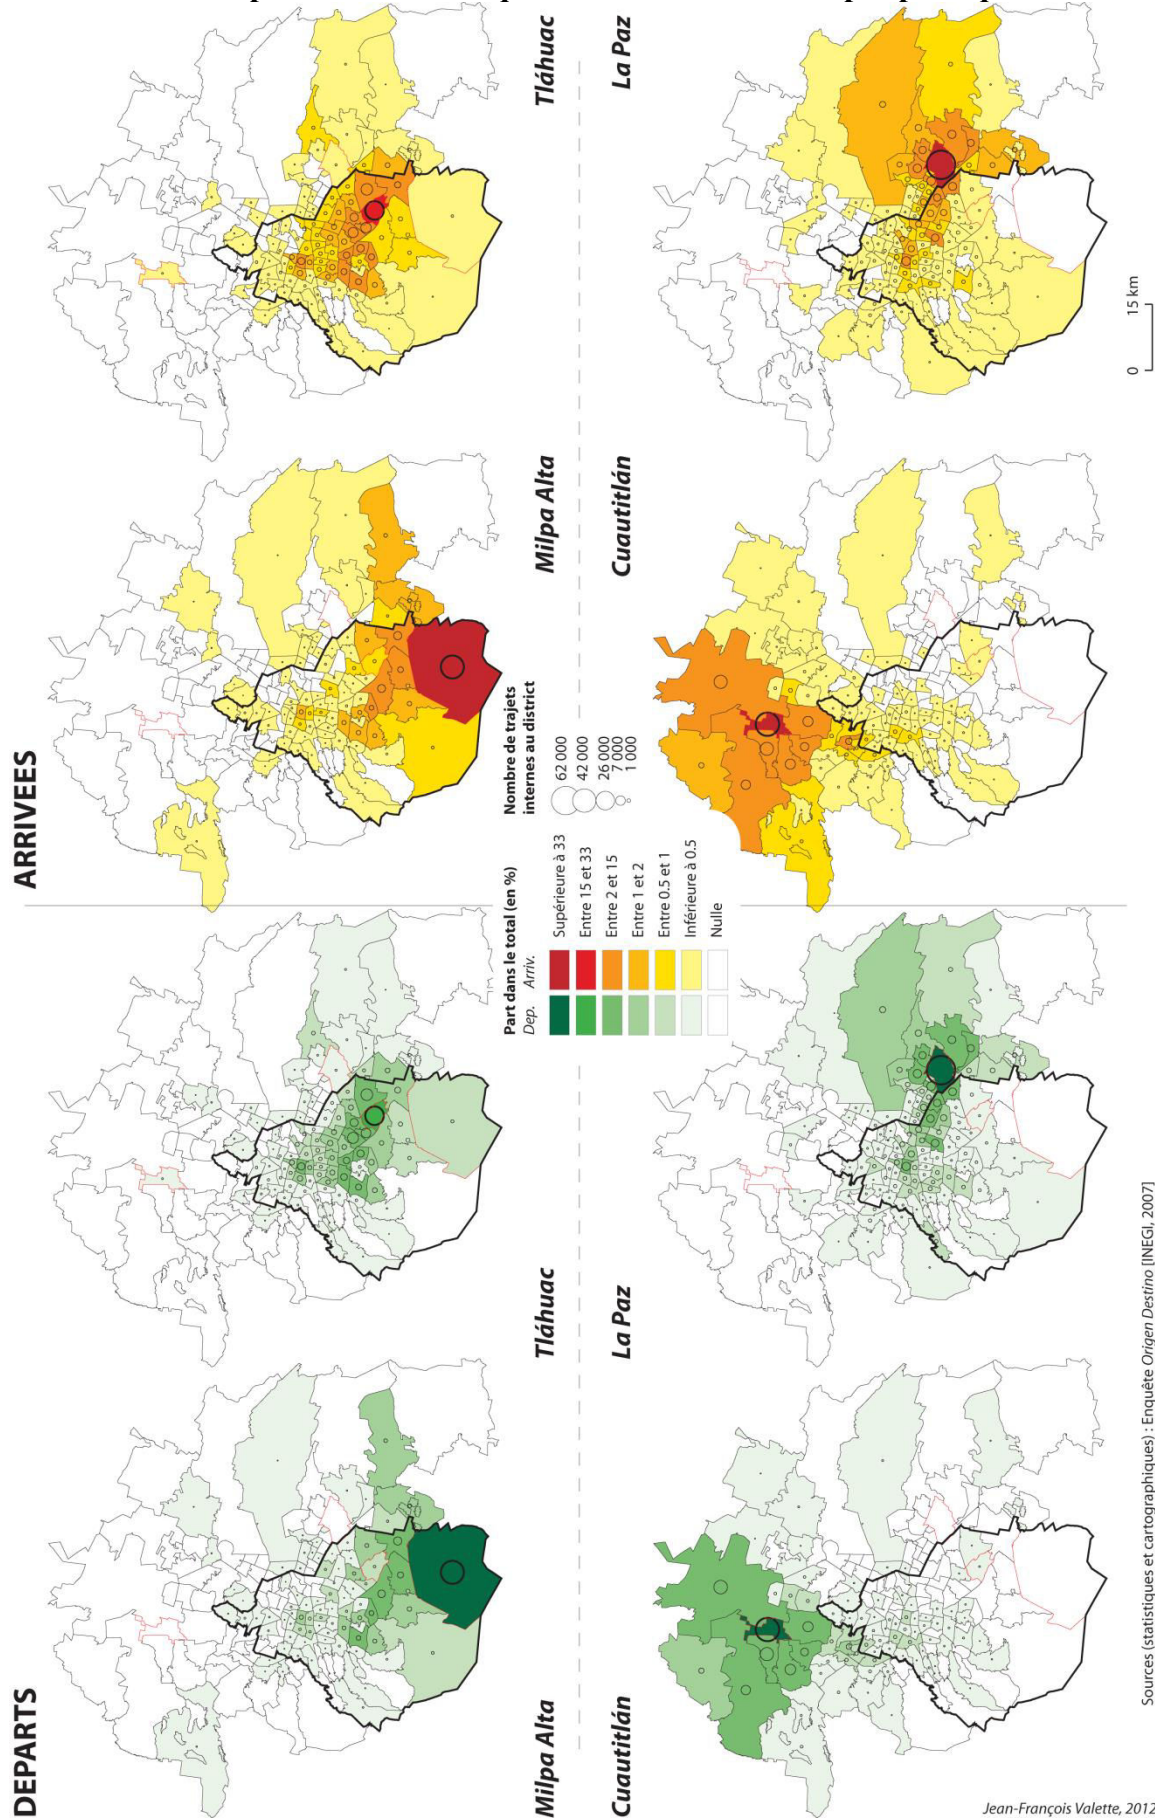 DEPARTS
ARRIVEES
Milpa Alta
Tláhuac
Milpa Alta
Tláhuac
Part dans le total (en %)
Dep.
Arriv.
Supérieure à 33
Entre 15 et 33
Entre 2 et 15
Entre 1 et 2
Entre 0.5 et 1
Inférieure à 0.5
Nulle
Nombre de trajets
internes au district
62 000
42 000
26 000
7 000
1 000
Cuautitlán
La Paz
Cuautitlán
La Paz
0 15 km
Sources (statistiques et cartographiques) : Enquête Origen Destino [INEGI, 2007]
Jean-François Valette, 2012